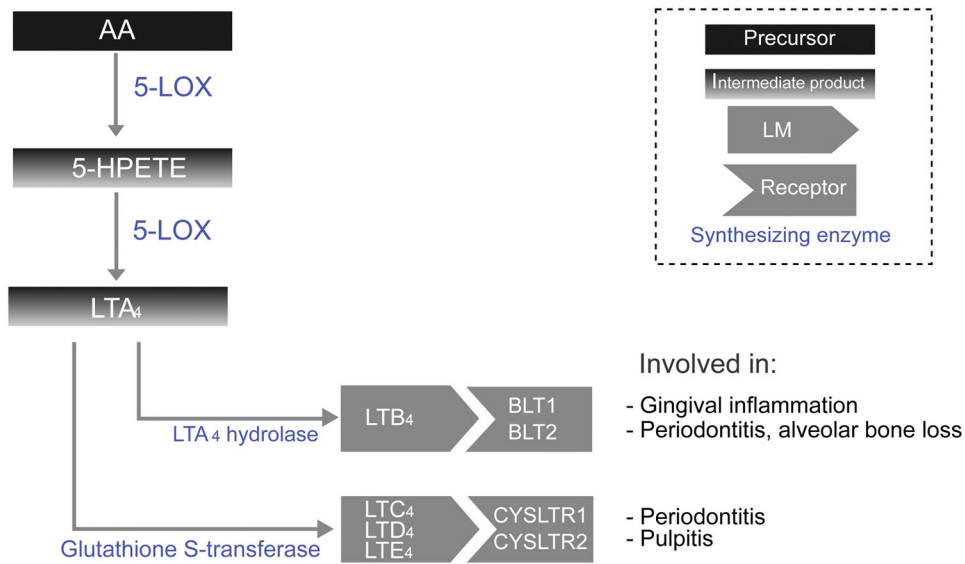 AA
5-LOX
5-HPETE
5-LOX
LTA₄
LTA₄ hydrolase
LTB₄
BLT1
BLT2
Glutathione S-transferase
LTC₄
LTD₄
LTE₄
CYSLTR1
CYSLTR2
Involved in:
- Gingival inflammation
- Periodontitis, alveolar bone loss
- Periodontitis
- Pulpitis
Precursor
Intermediate product
LM
Receptor
Synthesizing enzyme